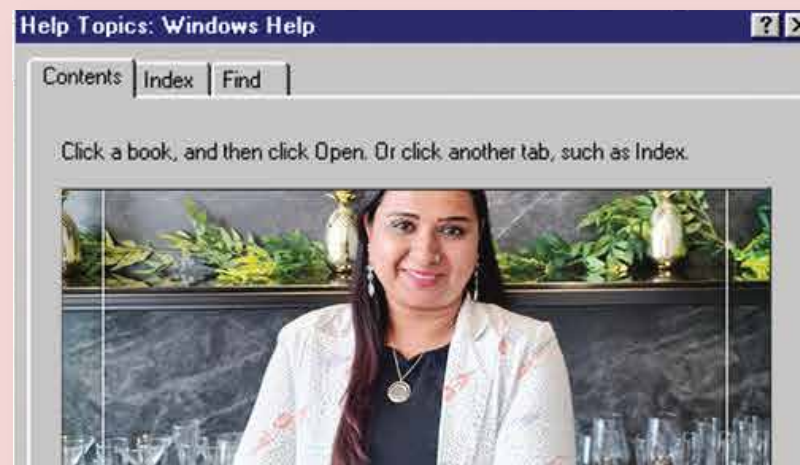 Help Topics: Windows Help
Contents Index Find
Click a book, and then click Open. Or click another tab, such as Index.